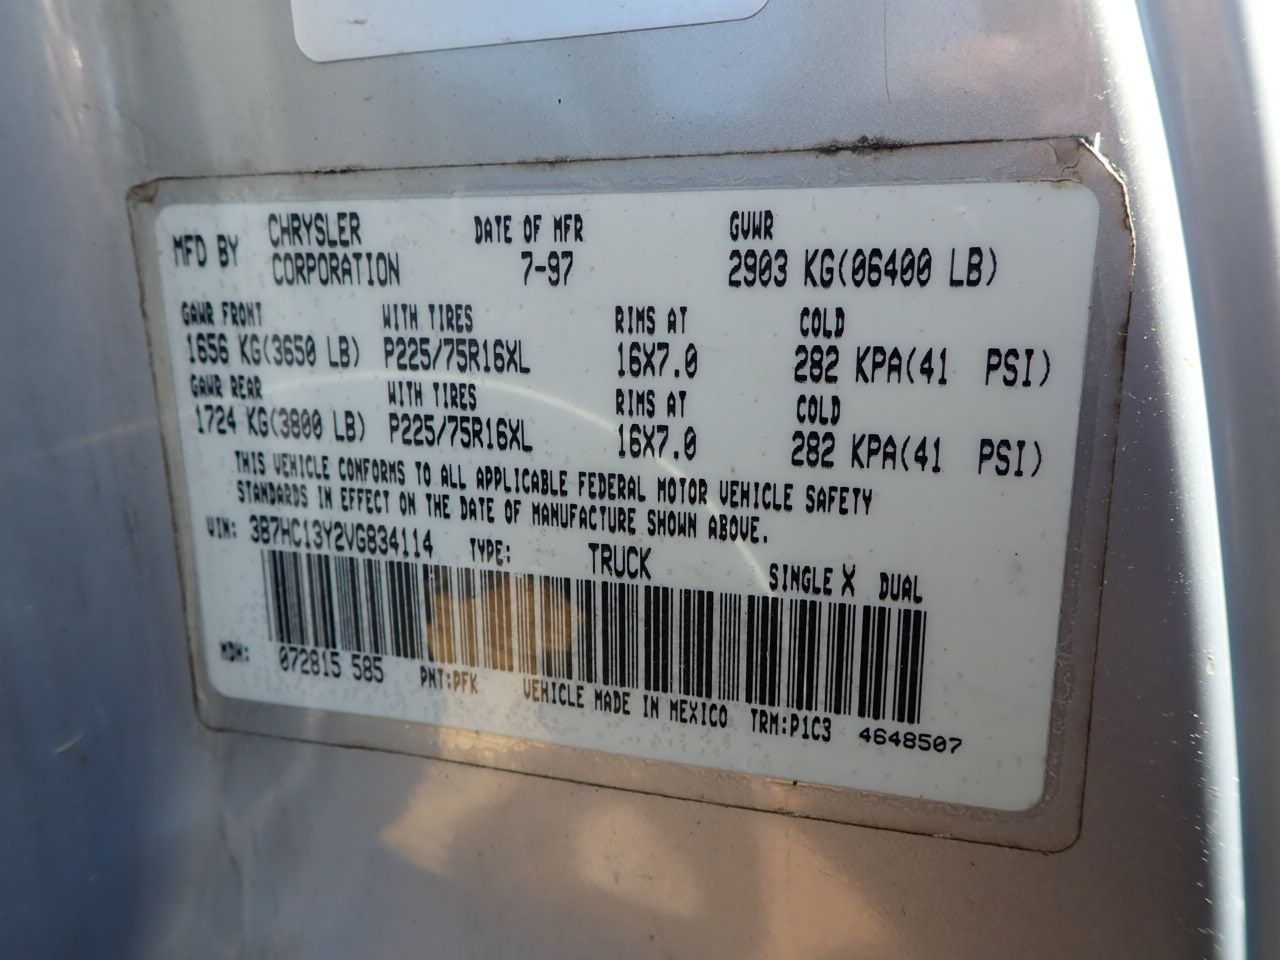 MFD BY CHRYSLER CORPORATION DATE OF MFR 7-97 GVWR 2903 KG(06400 LB)
GAWR FRONT WITH TIRES RIMS AT COLD
1656 KG(3650 LB) P225/75R16XL 16X7.0 282 KPA(41 PSI)
GAWR REAR WITH TIRES RIMS AT COLD
1724 KG(3800 LB) P225/75R16XL 16X7.0 282 KPA(41 PSI)
THIS VEHICLE CONFORMS TO ALL APPLICABLE FEDERAL MOTOR VEHICLE SAFETY
STANDARDS IN EFFECT ON THE DATE OF MANUFACTURE SHOWN ABOVE.
VIN: 3B7HC13Y2VG834114 TYPE: TRUCK SINGLE X DUAL
MDH: 072815 585 PNT:PFK VEHICLE MADE IN MEXICO TRM:P1C3 4648507